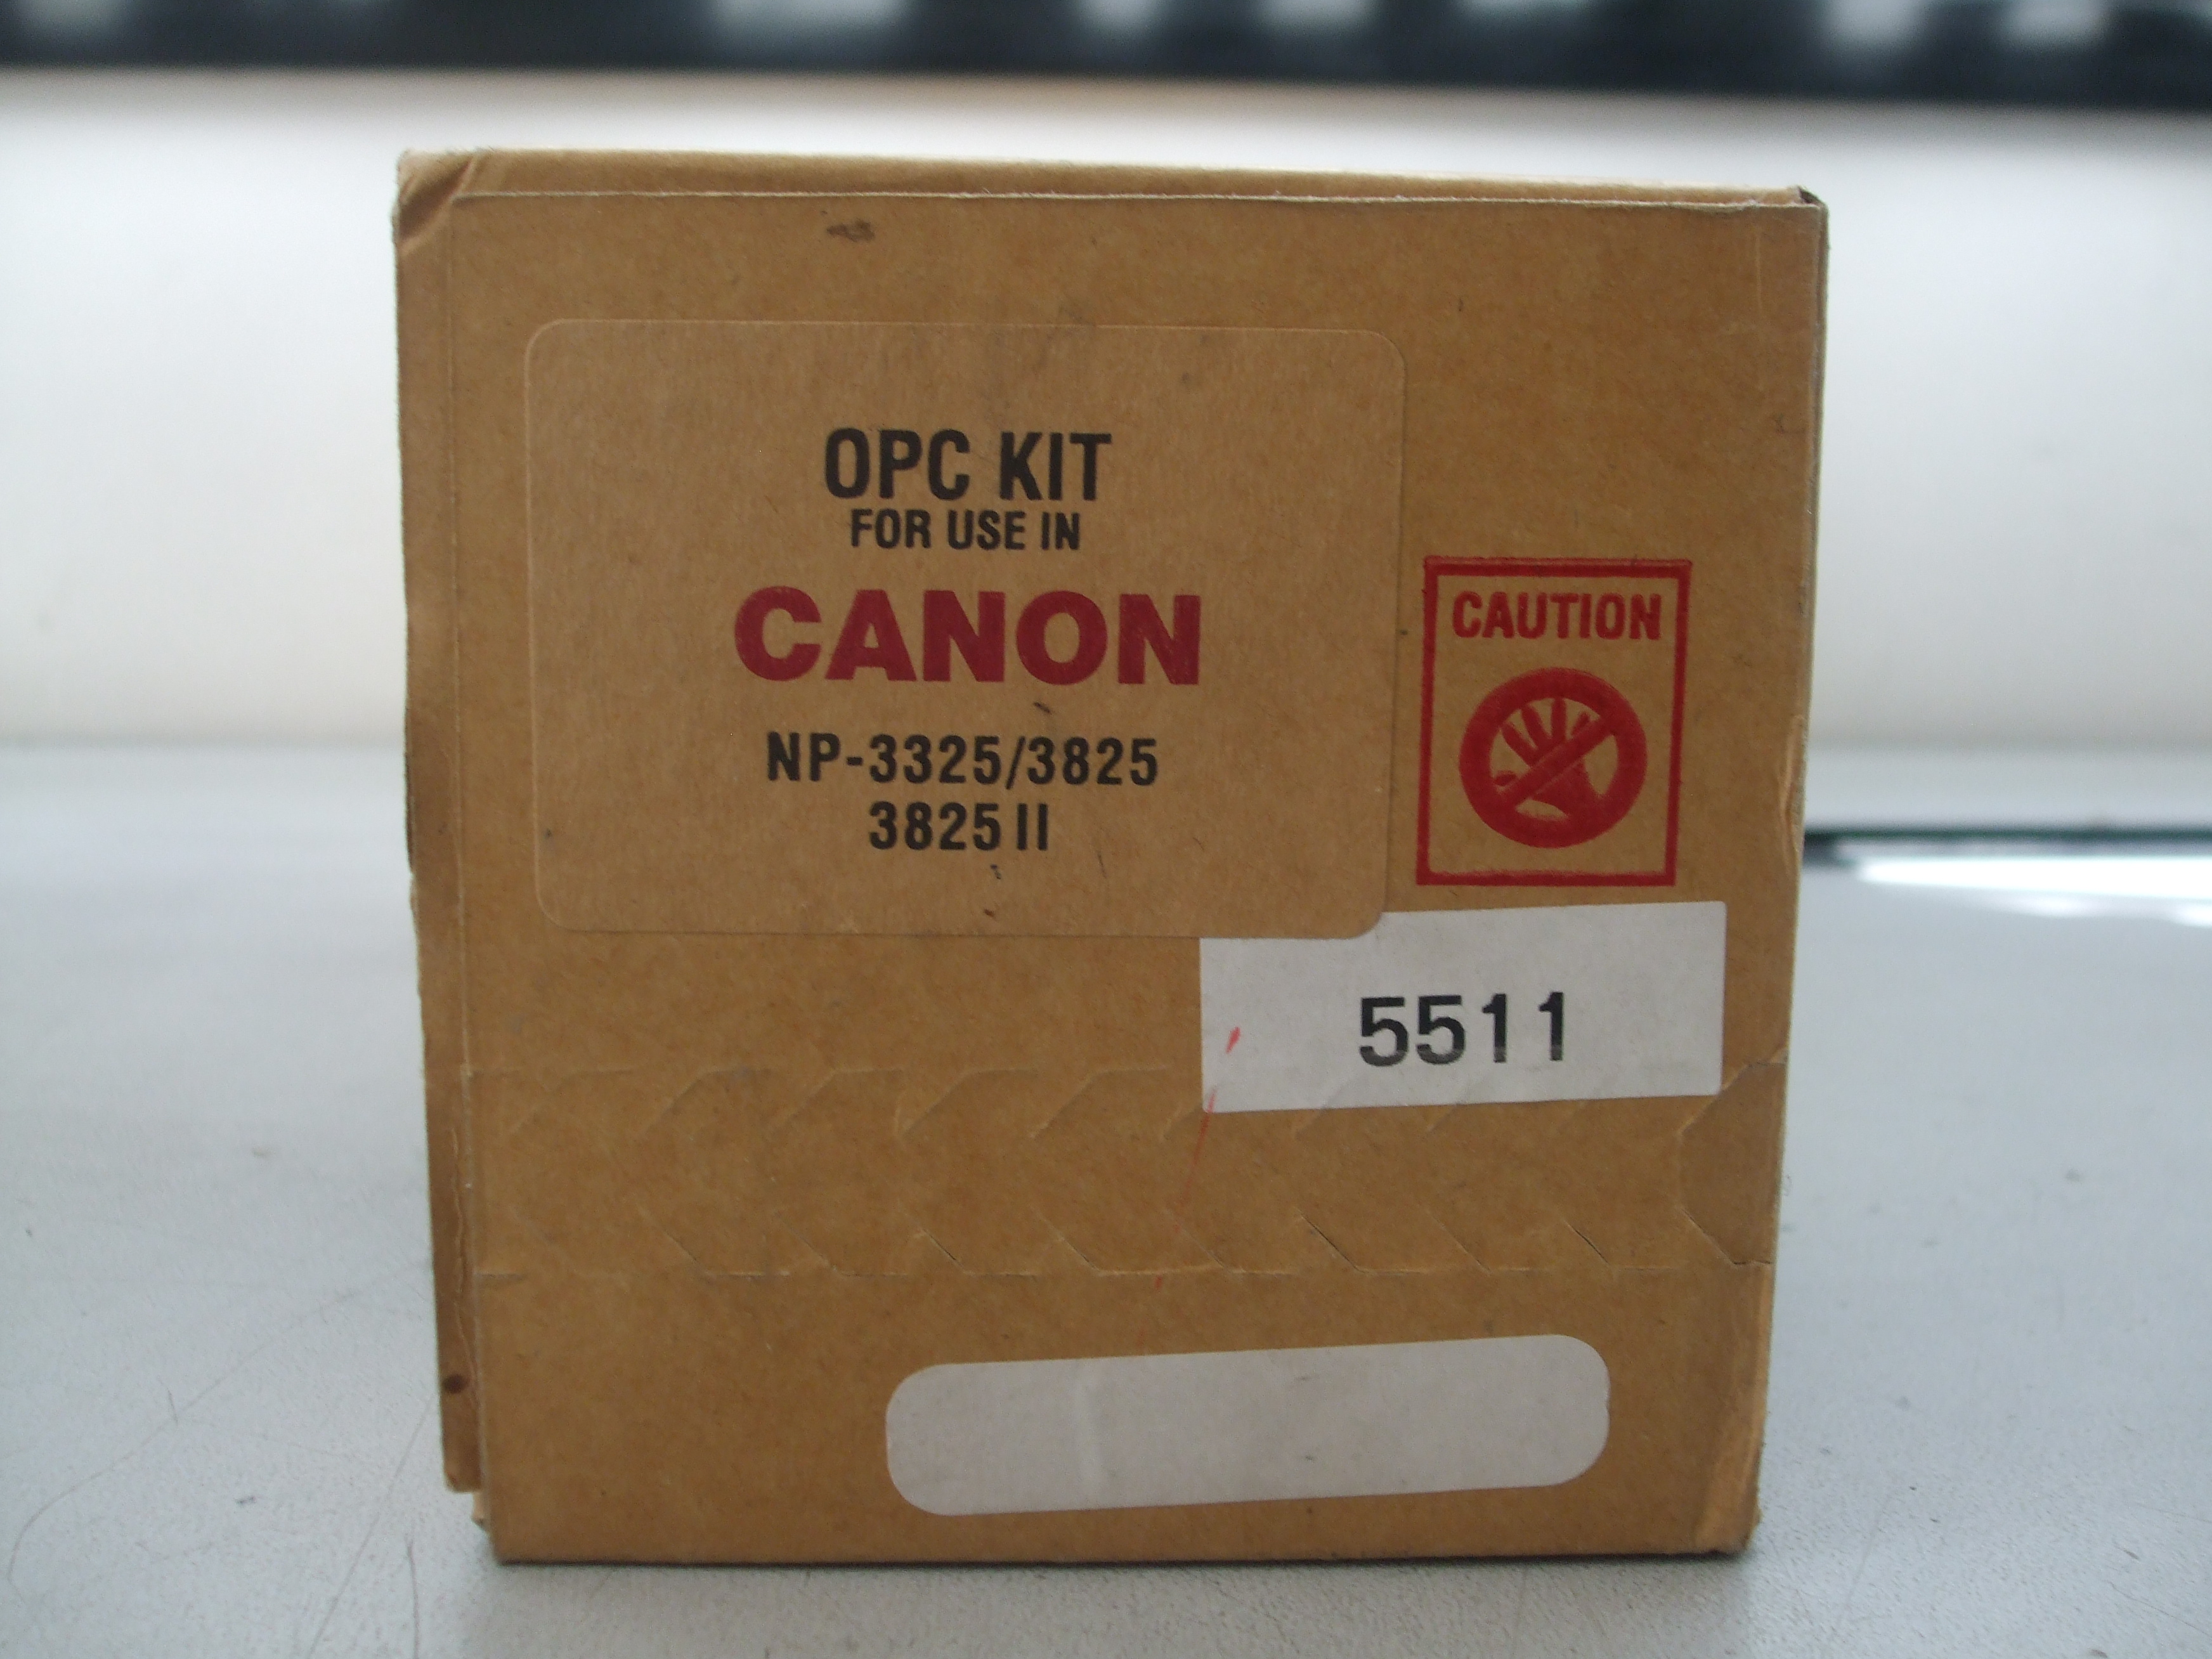 OPC KIT
FOR USE IN
CANON
NP-3325/3825
3825 II
CAUTION
5511